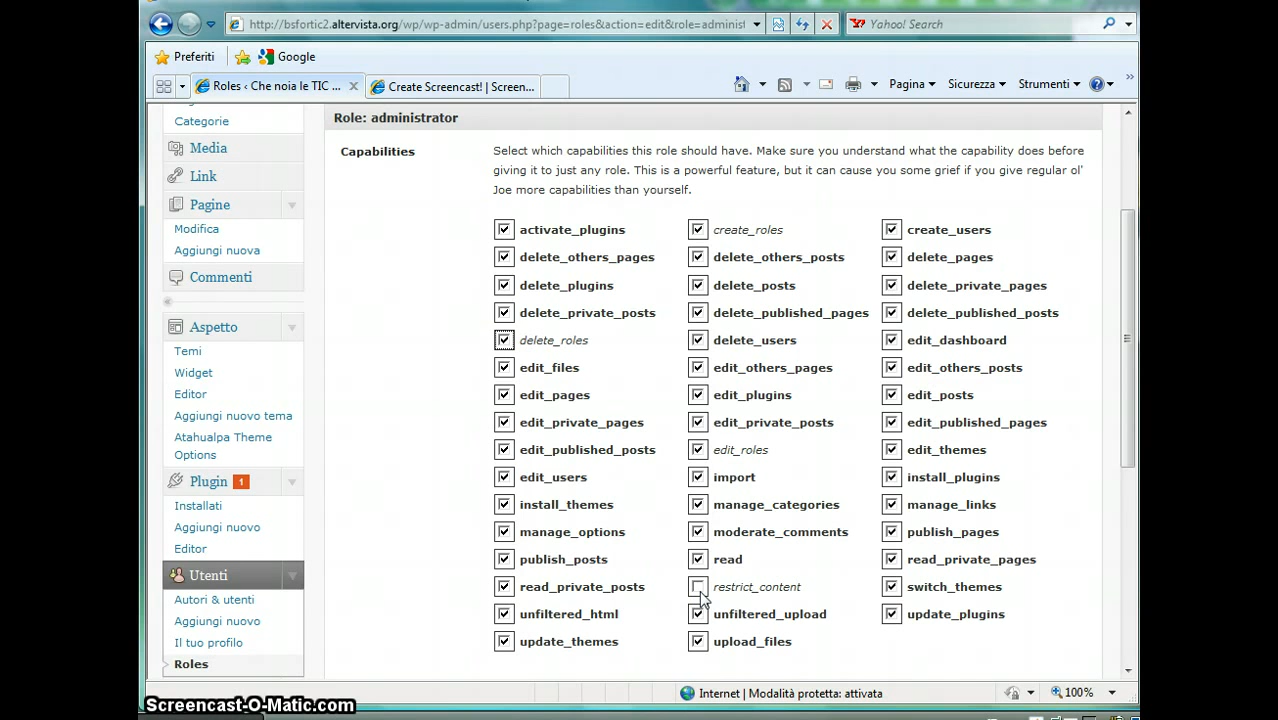 http://bsfortic2.altervista.org/wp/wp-admin/users.php?page=roles&action=edit&role=administ
Yahoo! Search
Preferiti
Google
Roles ‹ Che noia le TIC ...
Create Screencast! | Screen...
Pagina
Sicurezza
Strumenti
Categorie
Media
Link
Pagine
Modifica
Aggiungi nuova
Commenti
Aspetto
Temi
Widget
Editor
Aggiungi nuovo tema
Atahualpa Theme
Options
Plugin 1
Installati
Aggiungi nuovo
Editor
Utenti
Autori & utenti
Aggiungi nuovo
Il tuo profilo
Roles
Role: administrator
Capabilities
Select which capabilities this role should have. Make sure you understand what the capability does before
giving it to just any role. This is a powerful feature, but it can cause you some grief if you give regular ol'
Joe more capabilities than yourself.
activate_plugins create_roles create_users
delete_others_pages delete_others_posts delete_pages
delete_plugins delete_posts delete_private_pages
delete_private_posts delete_published_pages delete_published_posts
delete_roles delete_users edit_dashboard
edit_files edit_others_pages edit_others_posts
edit_pages edit_plugins edit_posts
edit_private_pages edit_private_posts edit_published_pages
edit_published_posts edit_roles edit_themes
edit_users import install_plugins
install_themes manage_categories manage_links
manage_options moderate_comments publish_pages
publish_posts read read_private_pages
read_private_posts restrict_content switch_themes
unfiltered_html unfiltered_upload update_plugins
update_themes upload_files
Internet | Modalità protetta: attivata
100%
Screencast-O-Matic.com